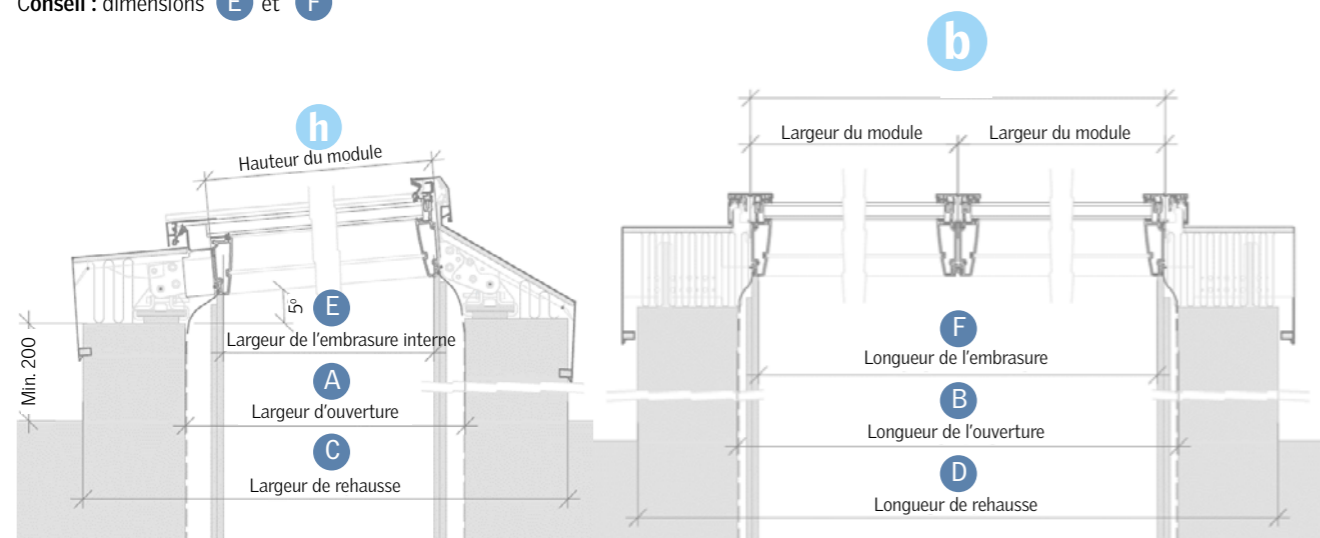 Conseil : dimensions E et F
b
Largeur du module
Largeur du module
h
Hauteur du module
5°
E
Largeur de l'embrasure interne
Min. 200
A
Largeur d'ouverture
C
Largeur de rehausse
F
Longueur de l'embrasure
B
Longueur de l'ouverture
D
Longueur de rehausse